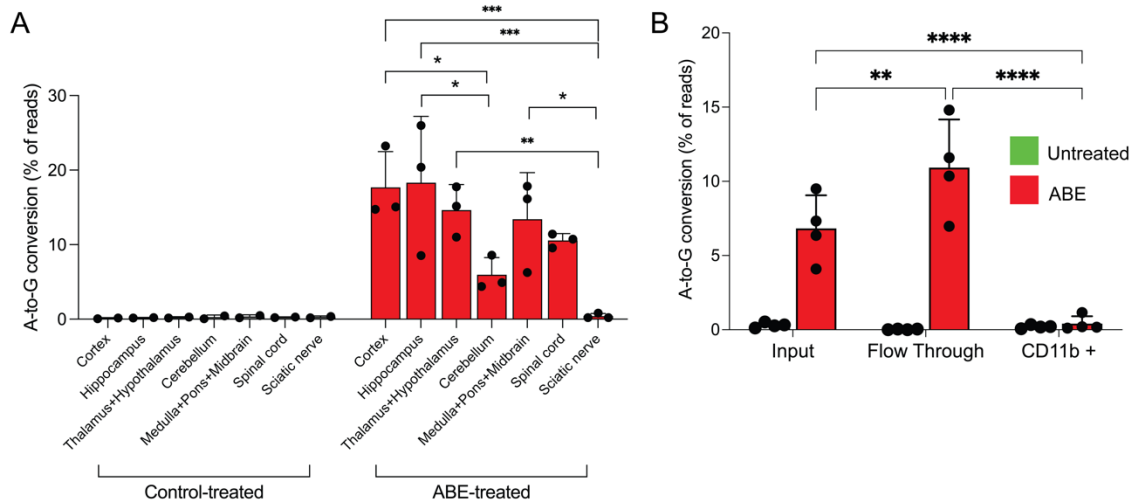 A
***
***
*
*
*
**
A-to-G conversion (% of reads)
30
20
10
0
Cortex
Hippocampus
Thalamus+Hypothalamus
Cerebellum
Medulla+Pons+Midbrain
Spinal cord
Sciatic nerve
Cortex
Hippocampus
Thalamus+Hypothalamus
Cerebellum
Medulla+Pons+Midbrain
Spinal cord
Sciatic nerve
Control-treated
ABE-treated
B
****
**
****
A-to-G conversion (% of reads)
20
15
10
5
0
Untreated
ABE
Input
Flow Through
CD11b +